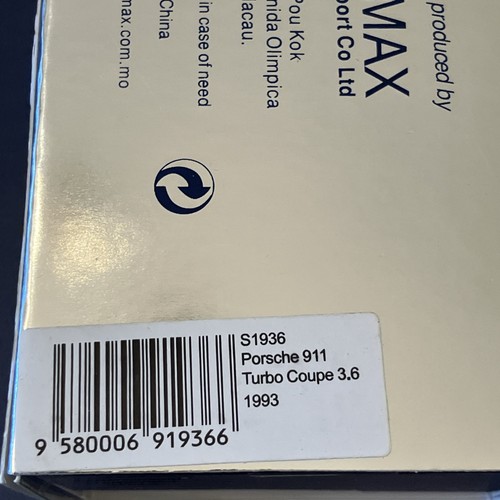 produced by
MAX
port Co Ltd
Pou Kok
nida Olimpica
acau.
in case of need
China
max.com.mo
S1936
Porsche 911
Turbo Coupe 3.6
1993
9 580006 919366